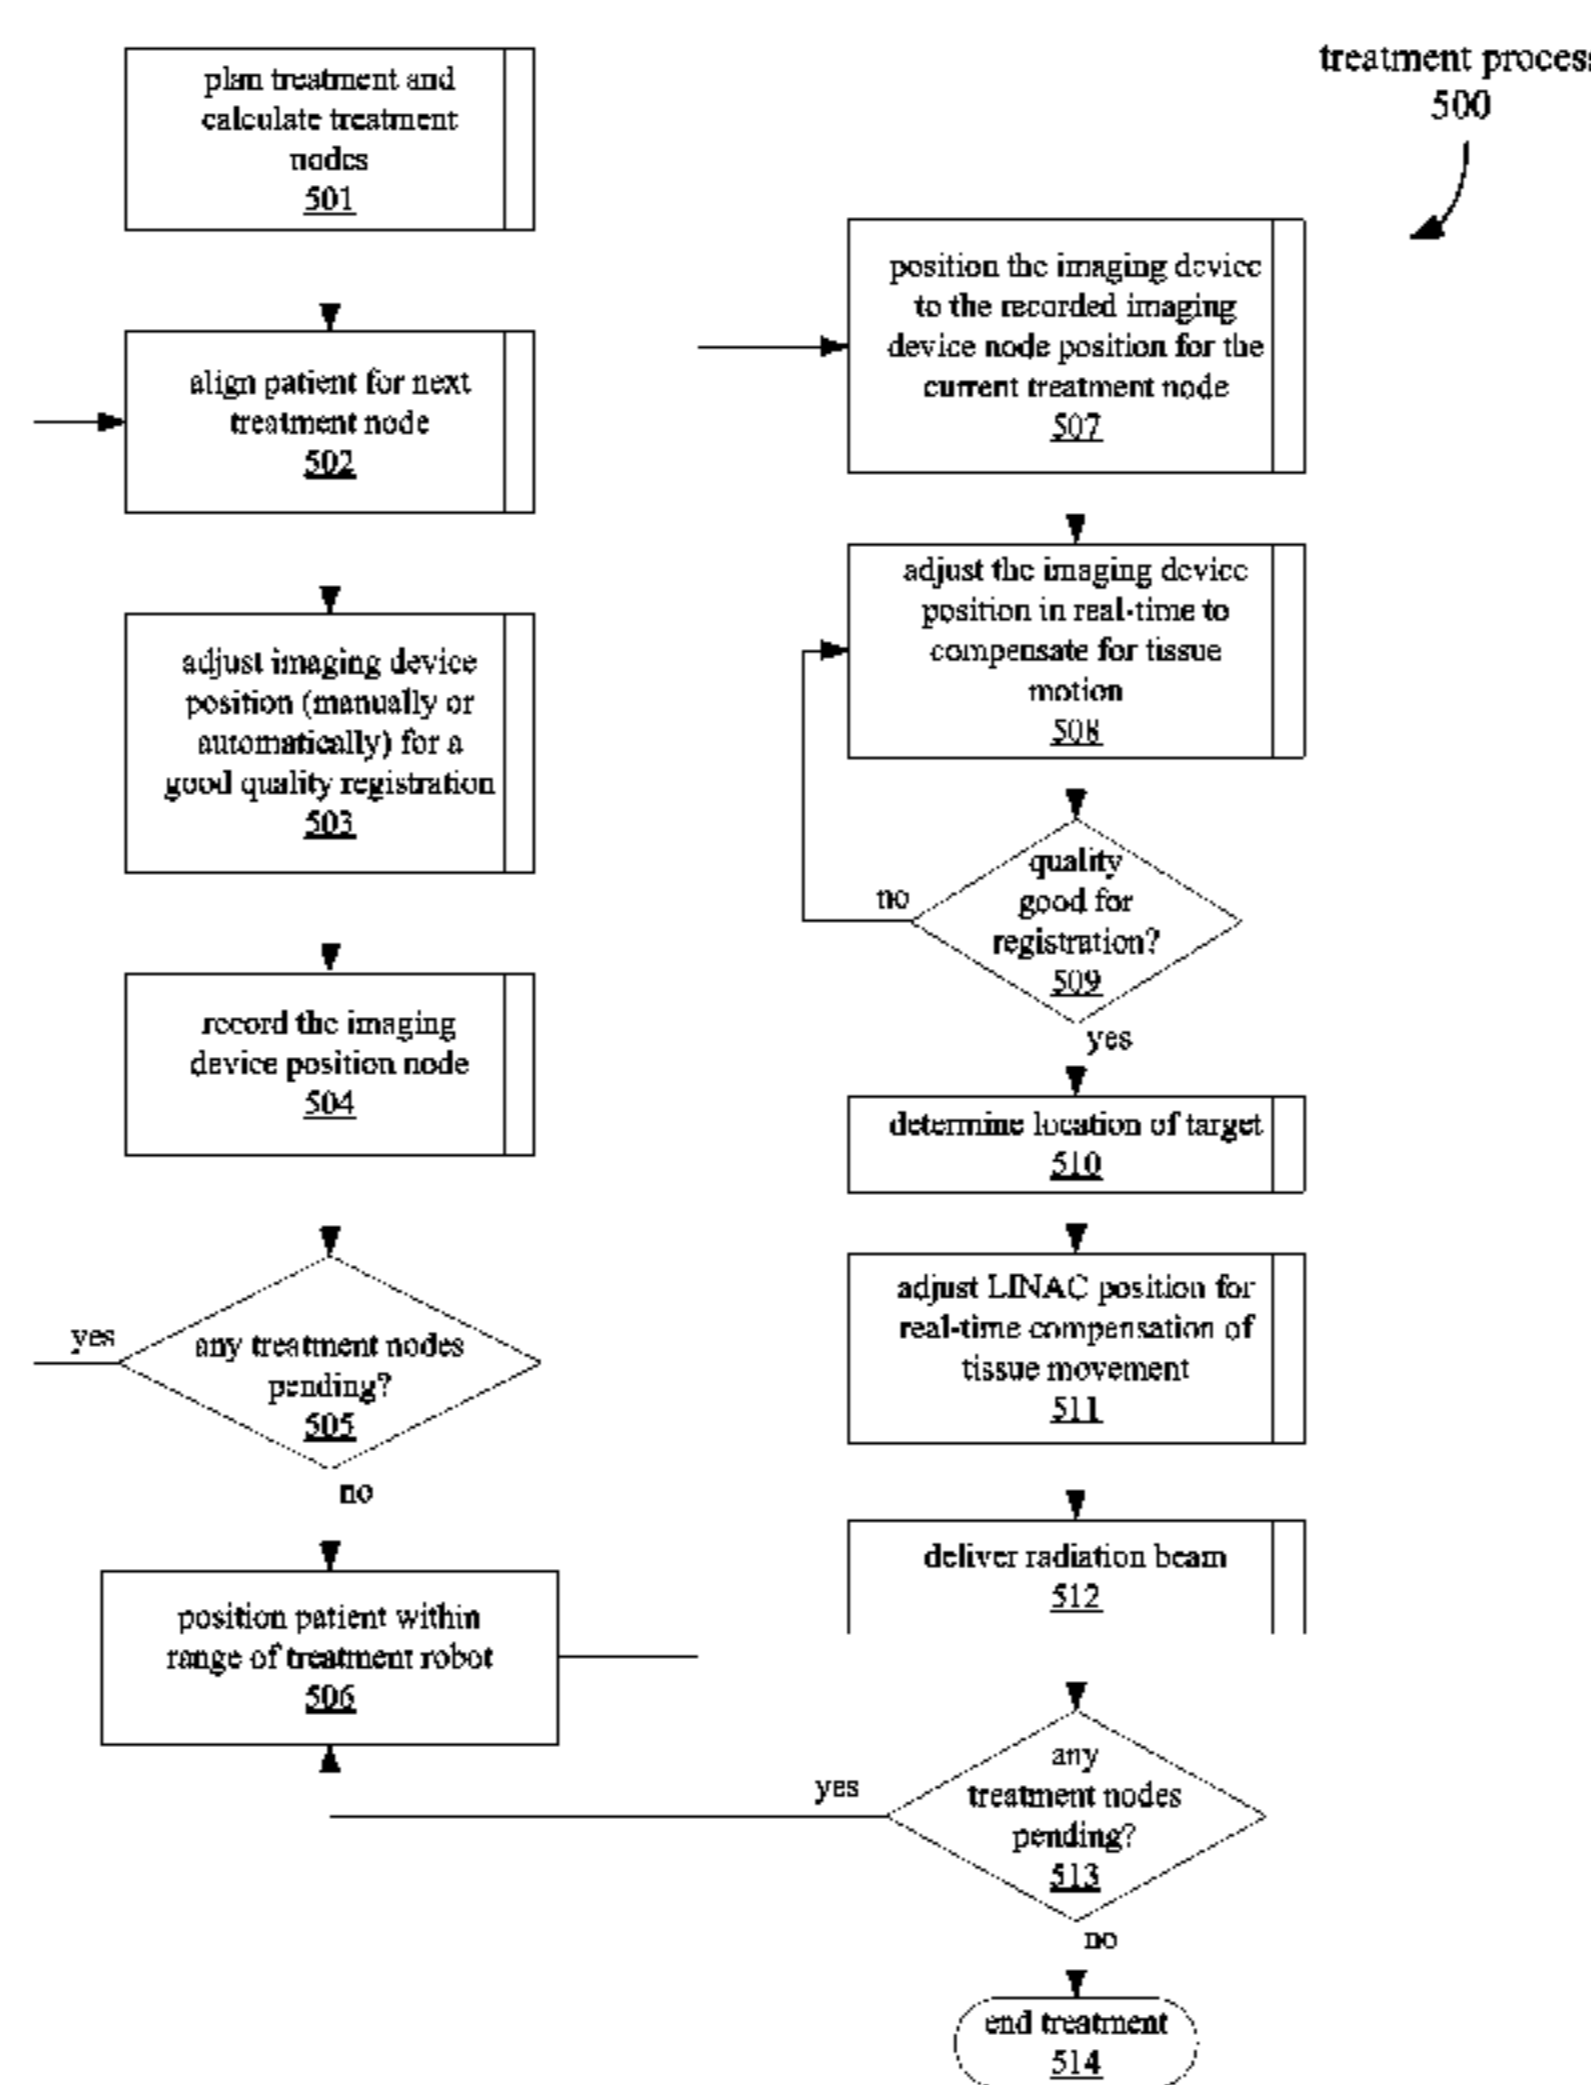 treatment process
500
plan treatment and
calculate treatment
nodes
501
align patient for next
treatment node
502
adjust imaging device
position (manually or
automatically) for a
good quality registration
503
record the imaging
device position node
504
yes
any treatment nodes
pending?
505
no
position patient within
range of treatment robot
506
position the imaging device
to the recorded imaging
device node position for the
current treatment node
507
adjust the imaging device
position in real-time to
compensate for tissue
motion
508
no
quality
good for
registration?
509
yes
determine location of target
510
adjust LINAC position for
real-time compensation of
tissue movement
511
deliver radiation beam
512
yes
any
treatment nodes
pending?
513
no
end treatment
514